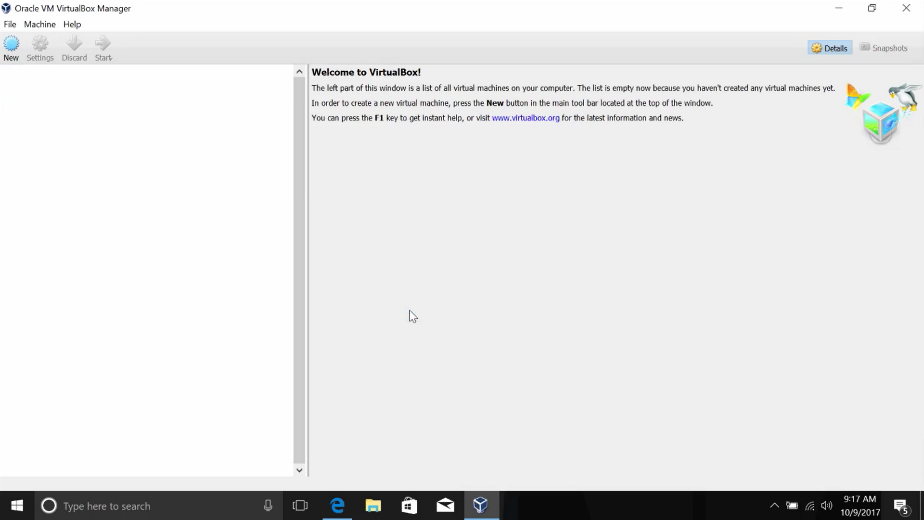 Oracle VM VirtualBox Manager
File Machine Help
New Settings Discard Start
Details Snapshots
Welcome to VirtualBox!
The left part of this window is a list of all virtual machines on your computer. The list is empty now because you haven't created any virtual machines yet.
In order to create a new virtual machine, press the New button in the main tool bar located at the top of the window.
You can press the F1 key to get instant help, or visit www.virtualbox.org for the latest information and news.
Type here to search
9:17 AM
10/9/2017
5